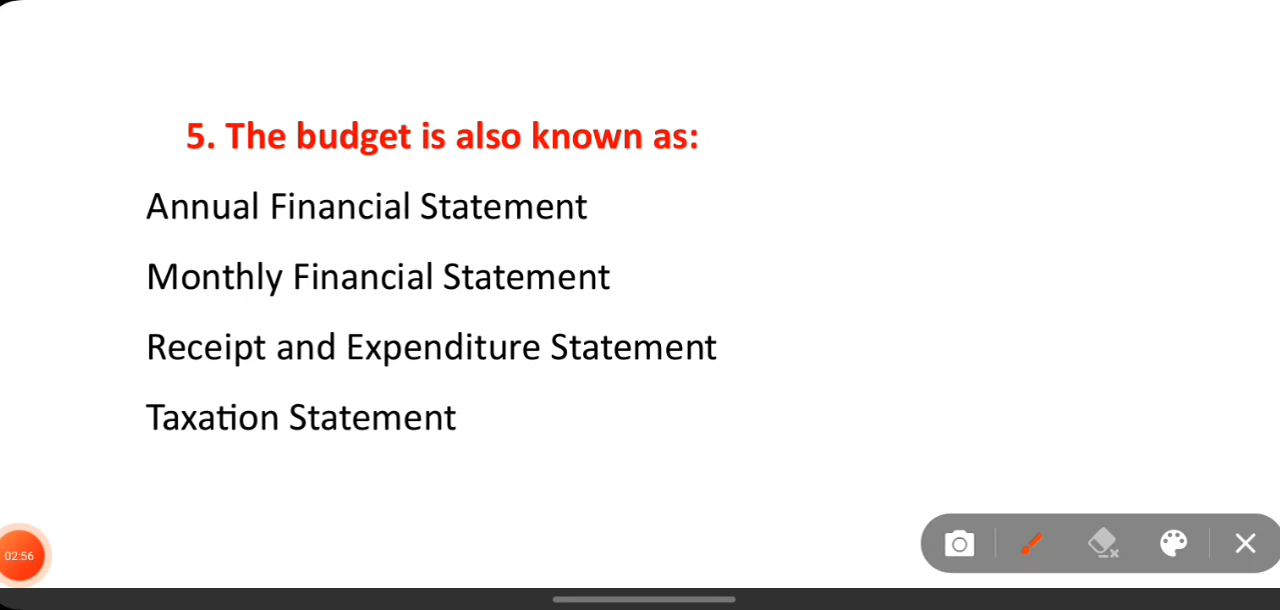 5. The budget is also known as:
Annual Financial Statement
Monthly Financial Statement
Receipt and Expenditure Statement
Taxation Statement
02:56